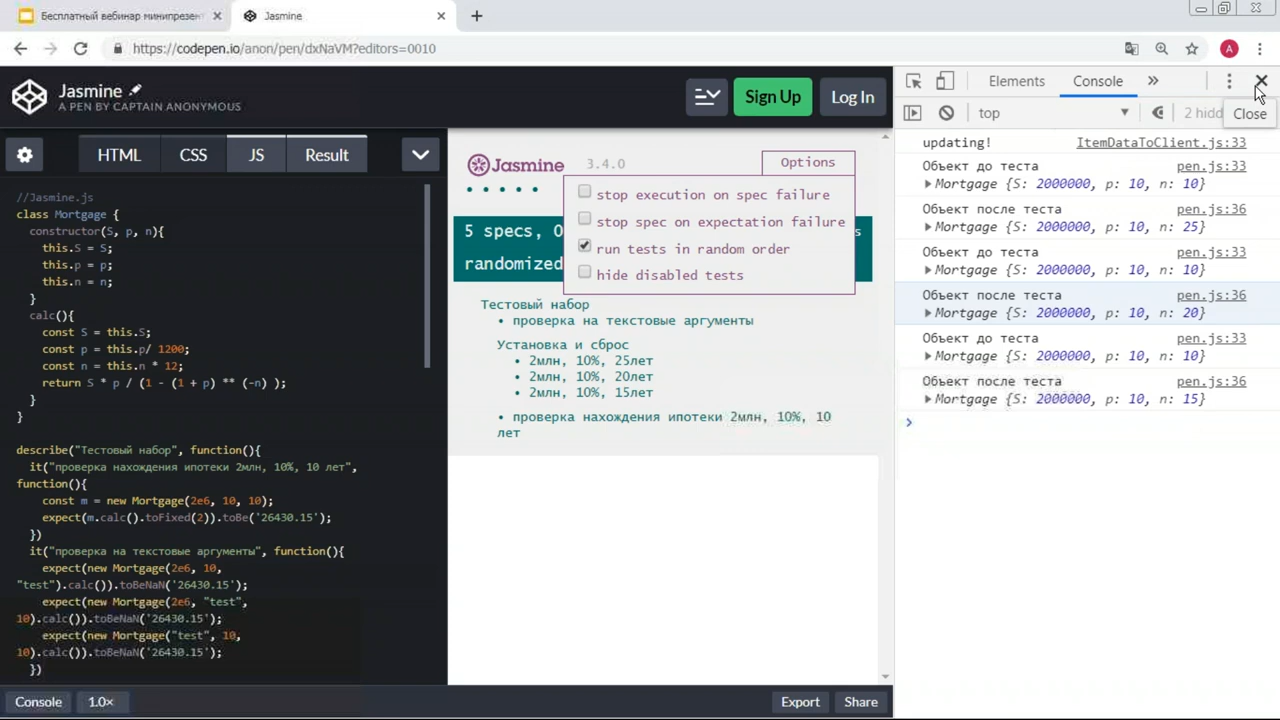 Бесплатный вебинар минипрезен
Jasmine
https://codepen.io/anon/pen/dxNaVM?editors=0010
A
Jasmine
A PEN BY CAPTAIN ANONYMOUS
Sign Up
Log In
HTML
CSS
JS
Result
//Jasmine.js
class Mortgage {
constructor(S, p, n){
this.S = S;
this.p = p;
this.n = n;
}
calc(){
const S = this.S;
const p = this.p/ 1200;
const n = this.n * 12;
return S * p / (1 - (1 + p) ** (-n) );
}
}
describe("Тестовый набор", function(){
it("проверка нахождения ипотеки 2млн, 10%, 10 лет",
function(){
const m = new Mortgage(2e6, 10, 10);
expect(m.calc().toFixed(2)).toBe('26430.15');
})
it("проверка на текстовые аргументы", function(){
expect(new Mortgage(2e6, 10,
"test").calc()).toBeNaN('26430.15');
expect(new Mortgage(2e6, "test",
10).calc()).toBeNaN('26430.15');
expect(new Mortgage("test", 10,
10).calc()).toBeNaN('26430.15');
})
Console
1.0×
Export
Share
Jasmine
3.4.0
Options
• • • • •
stop execution on spec failure
stop spec on expectation failure
run tests in random order
hide disabled tests
5 specs, 0
s
randomized
Тестовый набор
• проверка на текстовые аргументы
Установка и сброс
• 2млн, 10%, 25лет
• 2млн, 10%, 20лет
• 2млн, 10%, 15лет
• проверка нахождения ипотеки 2млн, 10%, 10
лет
Elements
Console
top
2 hidd
Close
updating! ItemDataToClient.js:33
Объект до теста pen.js:33
Mortgage {S: 2000000, p: 10, n: 10}
Объект после теста pen.js:36
Mortgage {S: 2000000, p: 10, n: 25}
Объект до теста pen.js:33
Mortgage {S: 2000000, p: 10, n: 10}
Объект после теста pen.js:36
Mortgage {S: 2000000, p: 10, n: 20}
Объект до теста pen.js:33
Mortgage {S: 2000000, p: 10, n: 10}
Объект после теста pen.js:36
Mortgage {S: 2000000, p: 10, n: 15}